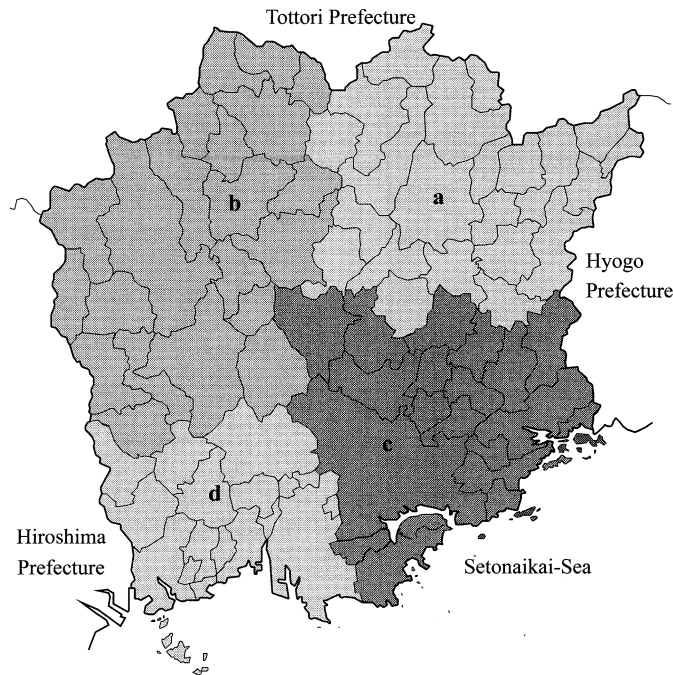 Tottori Prefecture
b
a
Hyogo
Prefecture
c
d
Hiroshima
Prefecture
Setonaikai-Sea